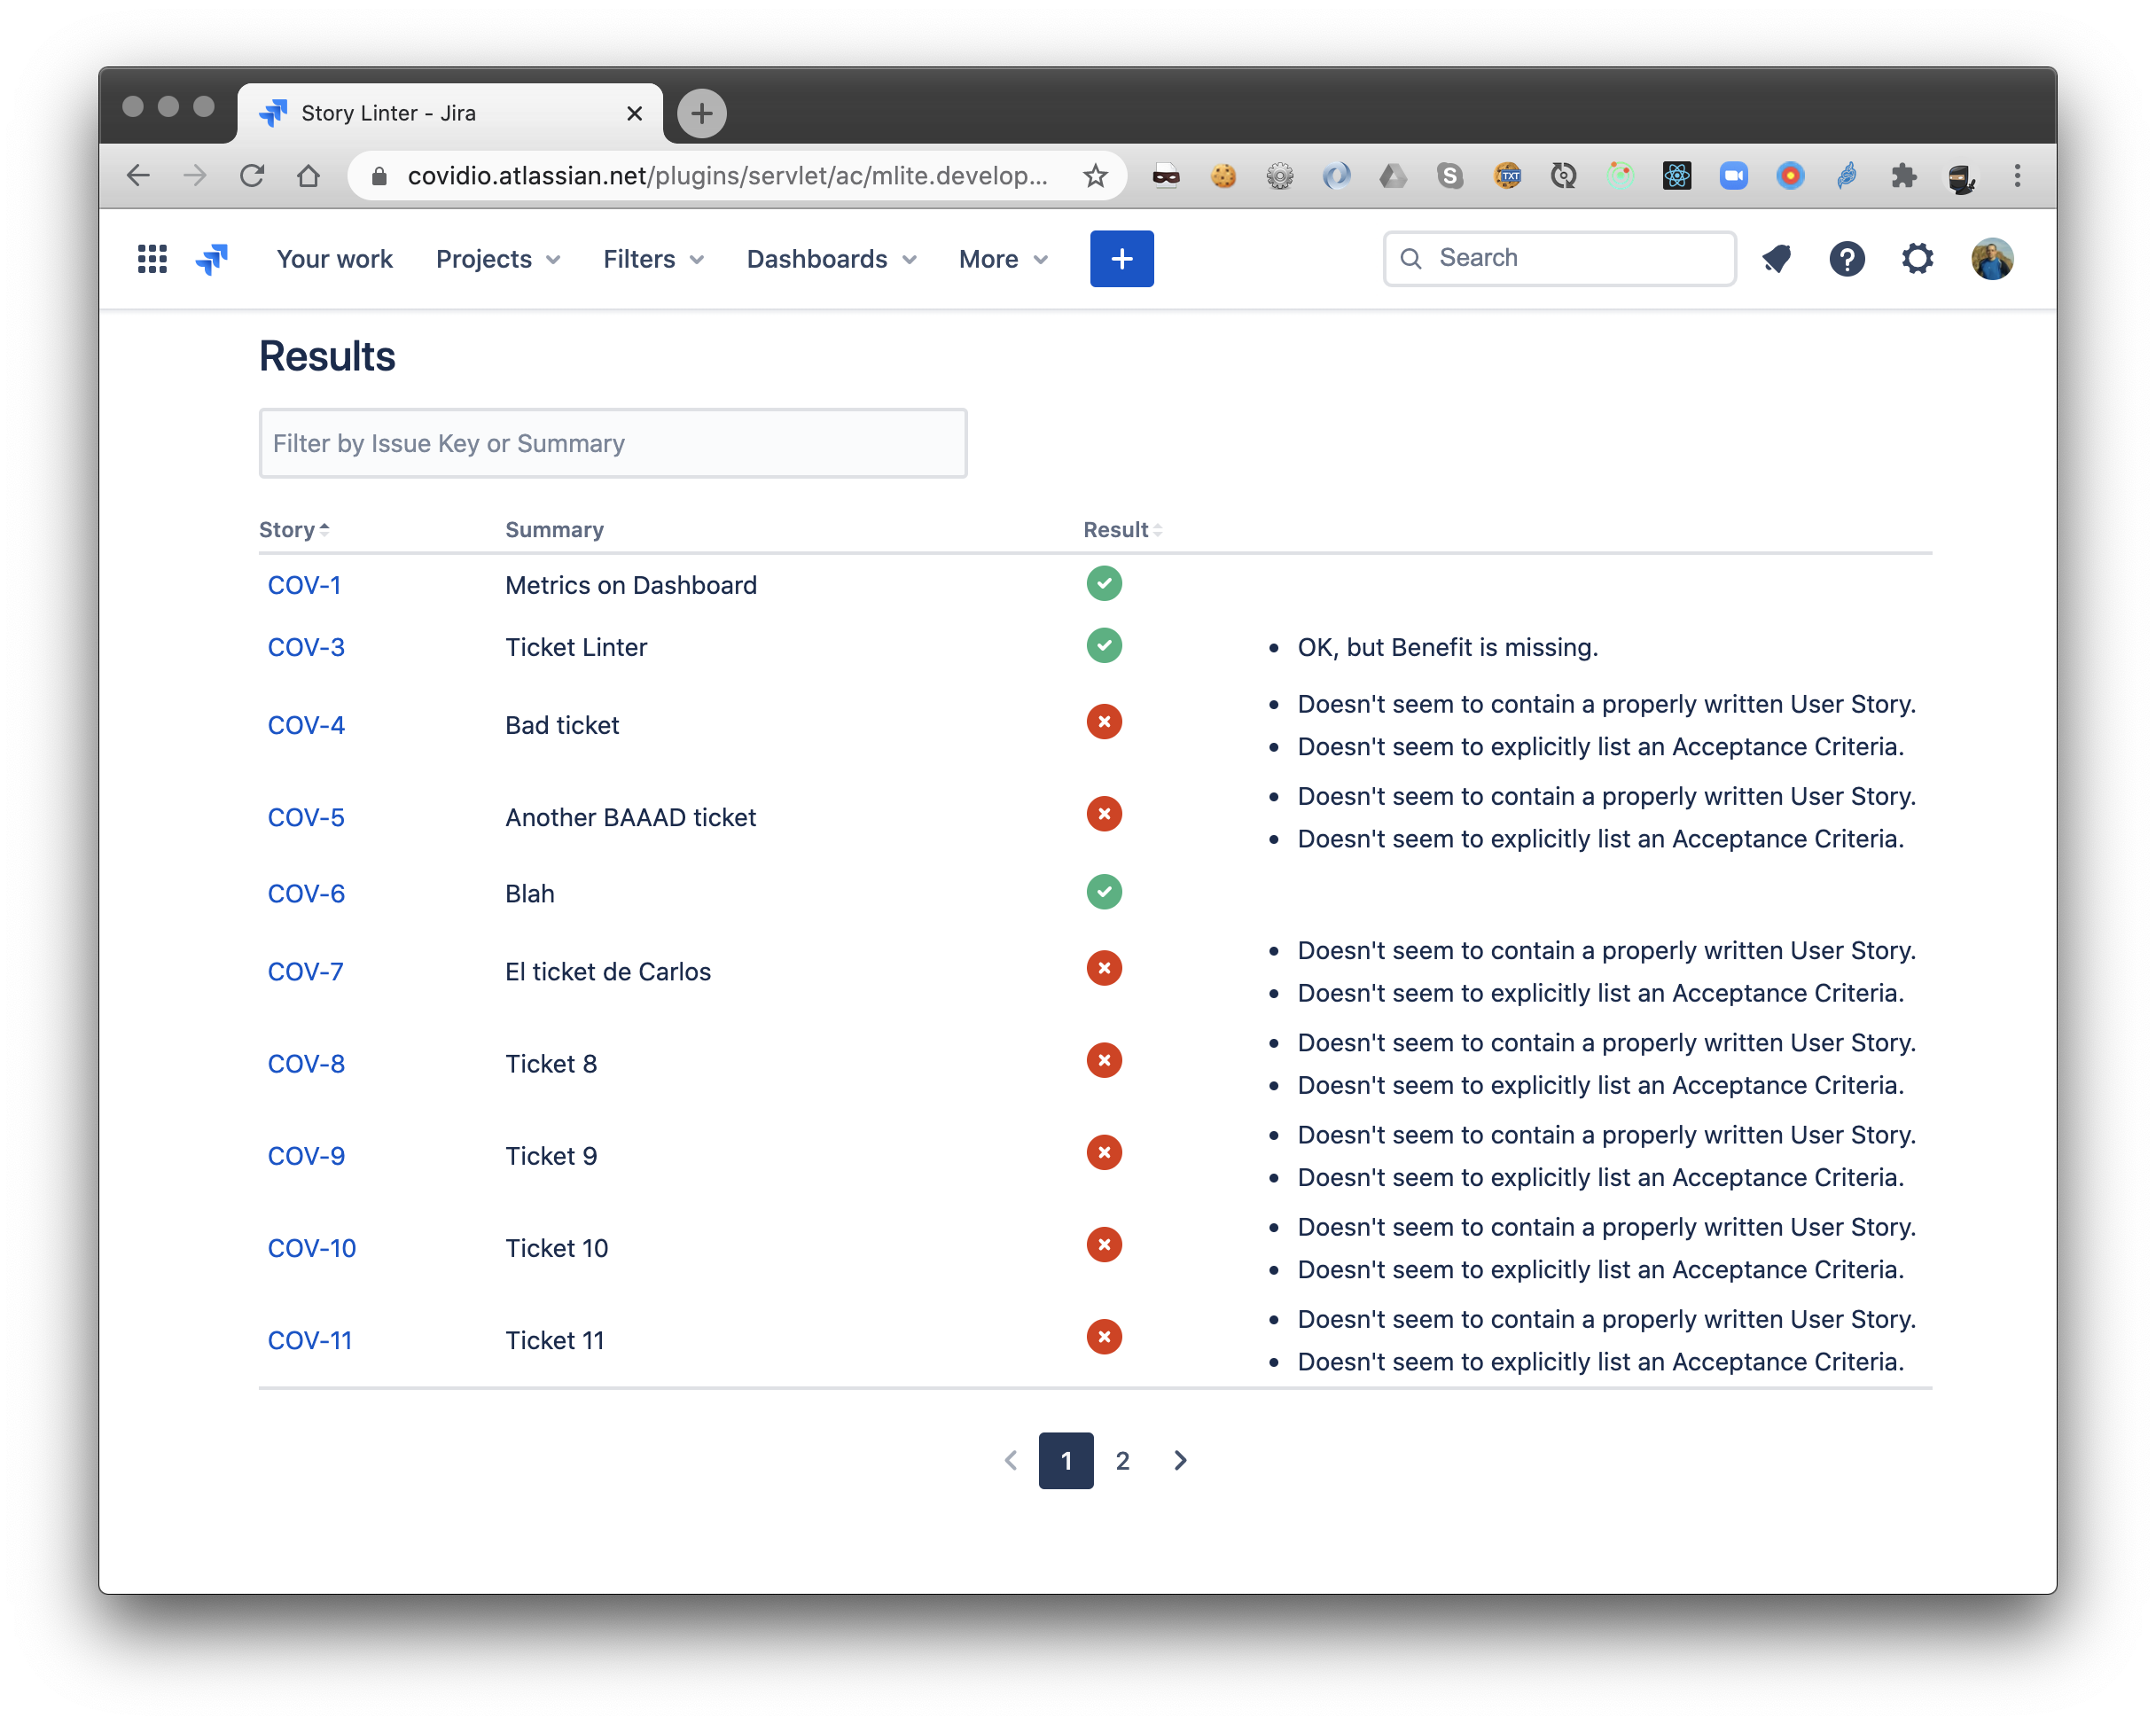 Story Linter - Jira
covidio.atlassian.net/plugins/servlet/ac/mlite.develop...
S
TXT
Your work Projects Filters Dashboards More + Search ?
Results
Filter by Issue Key or Summary
Story Summary Result
COV-1 Metrics on Dashboard
COV-3 Ticket Linter • OK, but Benefit is missing.
COV-4 Bad ticket • Doesn't seem to contain a properly written User Story.
• Doesn't seem to explicitly list an Acceptance Criteria.
COV-5 Another BAAAD ticket • Doesn't seem to contain a properly written User Story.
• Doesn't seem to explicitly list an Acceptance Criteria.
COV-6 Blah
COV-7 El ticket de Carlos • Doesn't seem to contain a properly written User Story.
• Doesn't seem to explicitly list an Acceptance Criteria.
COV-8 Ticket 8 • Doesn't seem to contain a properly written User Story.
• Doesn't seem to explicitly list an Acceptance Criteria.
COV-9 Ticket 9 • Doesn't seem to contain a properly written User Story.
• Doesn't seem to explicitly list an Acceptance Criteria.
COV-10 Ticket 10 • Doesn't seem to contain a properly written User Story.
• Doesn't seem to explicitly list an Acceptance Criteria.
COV-11 Ticket 11 • Doesn't seem to contain a properly written User Story.
• Doesn't seem to explicitly list an Acceptance Criteria.
1 2